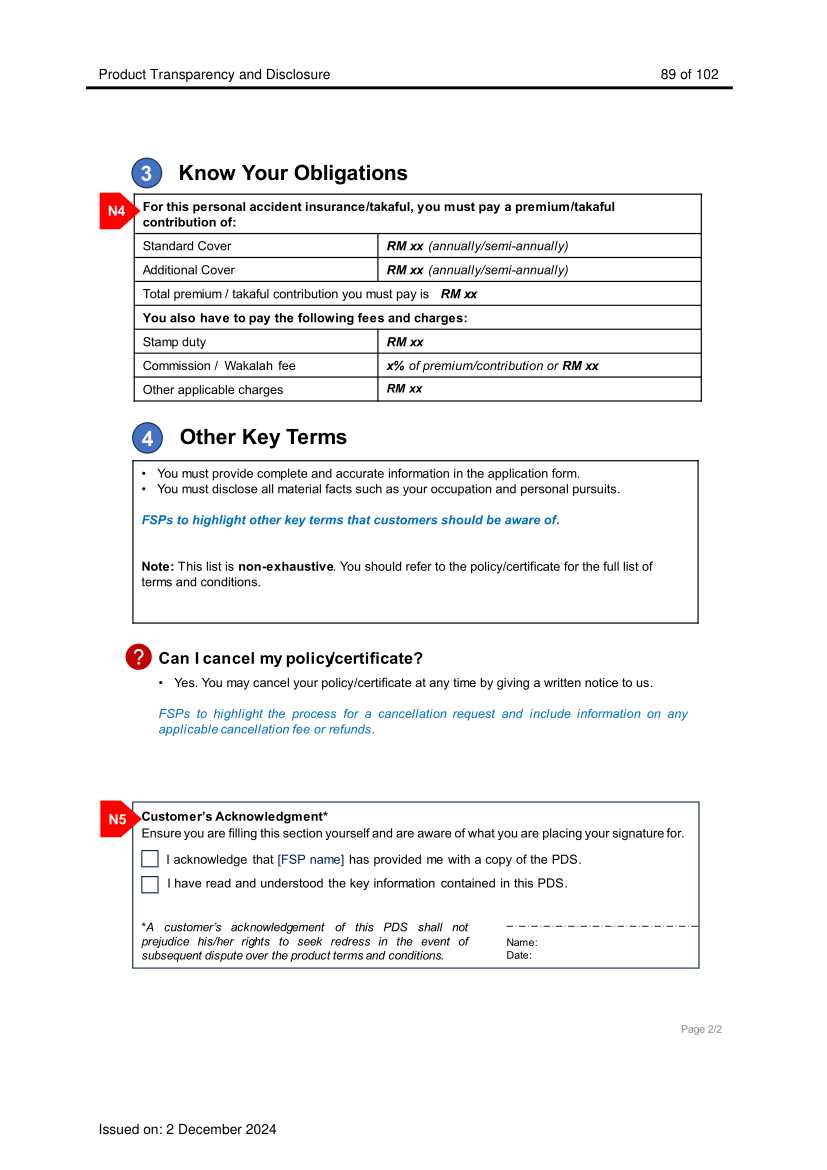 Product Transparency and Disclosure 89 of 102
3 Know Your Obligations
N4
For this personal accident insurance/takaful, you must pay a premium/takaful
contribution of:
Standard Cover RM xx (annually/semi-annually)
Additional Cover RM xx (annually/semi-annually)
Total premium / takaful contribution you must pay is RM xx
You also have to pay the following fees and charges:
Stamp duty RM xx
Commission / Wakalah fee x% of premium/contribution or RM xx
Other applicable charges RM xx
4 Other Key Terms
• You must provide complete and accurate information in the application form.
• You must disclose all material facts such as your occupation and personal pursuits.
FSPs to highlight other key terms that customers should be aware of.
Note: This list is non-exhaustive. You should refer to the policy/certificate for the full list of
terms and conditions.
? Can I cancel my policy/certificate?
• Yes. You may cancel your policy/certificate at any time by giving a written notice to us.
FSPs to highlight the process for a cancellation request and include information on any
applicable cancellation fee or refunds.
N5
Customer's Acknowledgment*
Ensure you are filling this section yourself and are aware of what you are placing your signature for.
I acknowledge that [FSP name] has provided me with a copy of the PDS.
I have read and understood the key information contained in this PDS.
*A customer's acknowledgement of this PDS shall not
prejudice his/her rights to seek redress in the event of
subsequent dispute over the product terms and conditions.
Name:
Date:
Page 2/2
Issued on: 2 December 2024